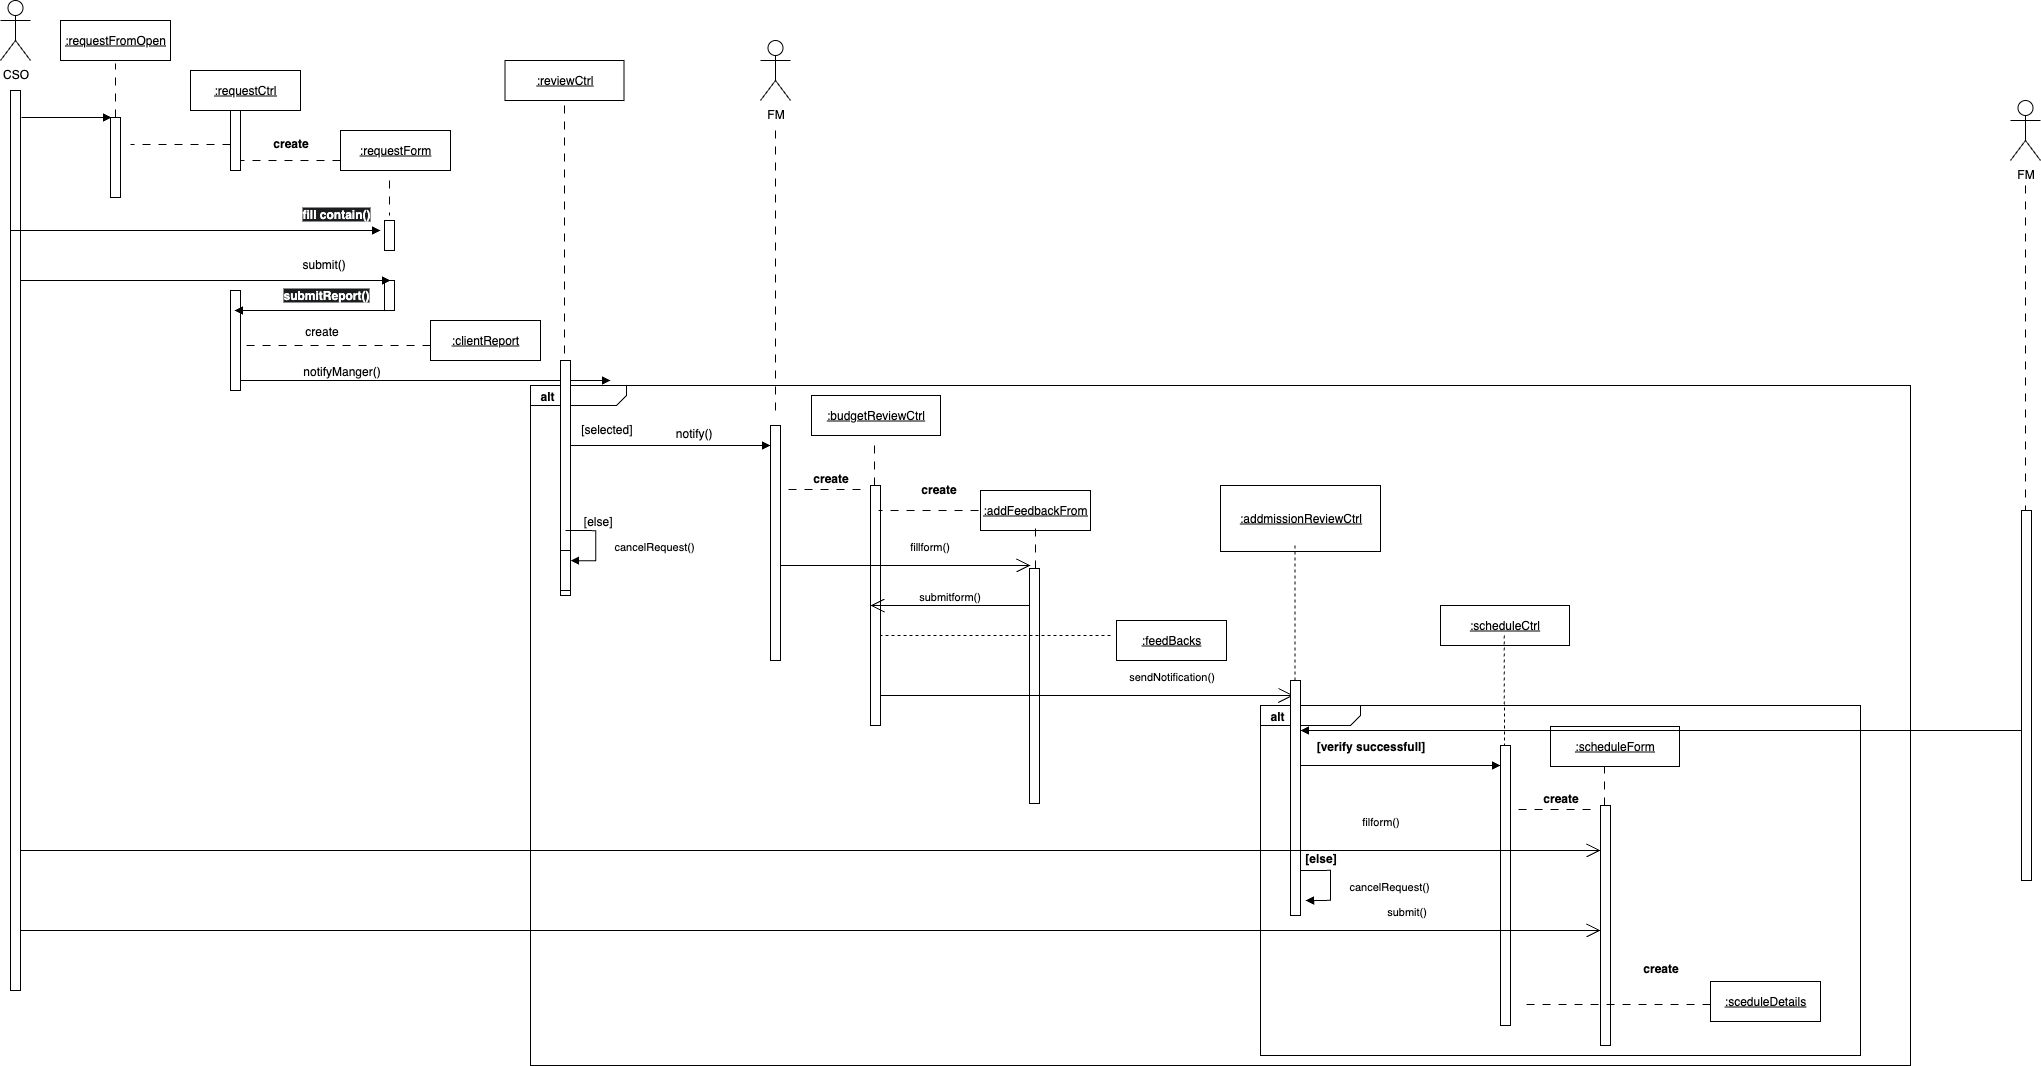 CSO
:requestFromOpen
:requestCtrl
:reviewCtrl
FM
FM
create
:requestForm
fill contain()
submit()
submitReport()
create
:clientReport
notifyManger()
alt
[selected]
notify()
:budgetReviewCtrl
create
create
:addFeedbackFrom
:addmissionReviewCtrl
[else]
cancelRequest()
fillform()
submitform()
:feedBacks
:scheduleCtrl
sendNotification()
alt
[verify successfull]
:scheduleForm
create
filform()
[else]
cancelRequest()
submit()
create
:sceduleDetails